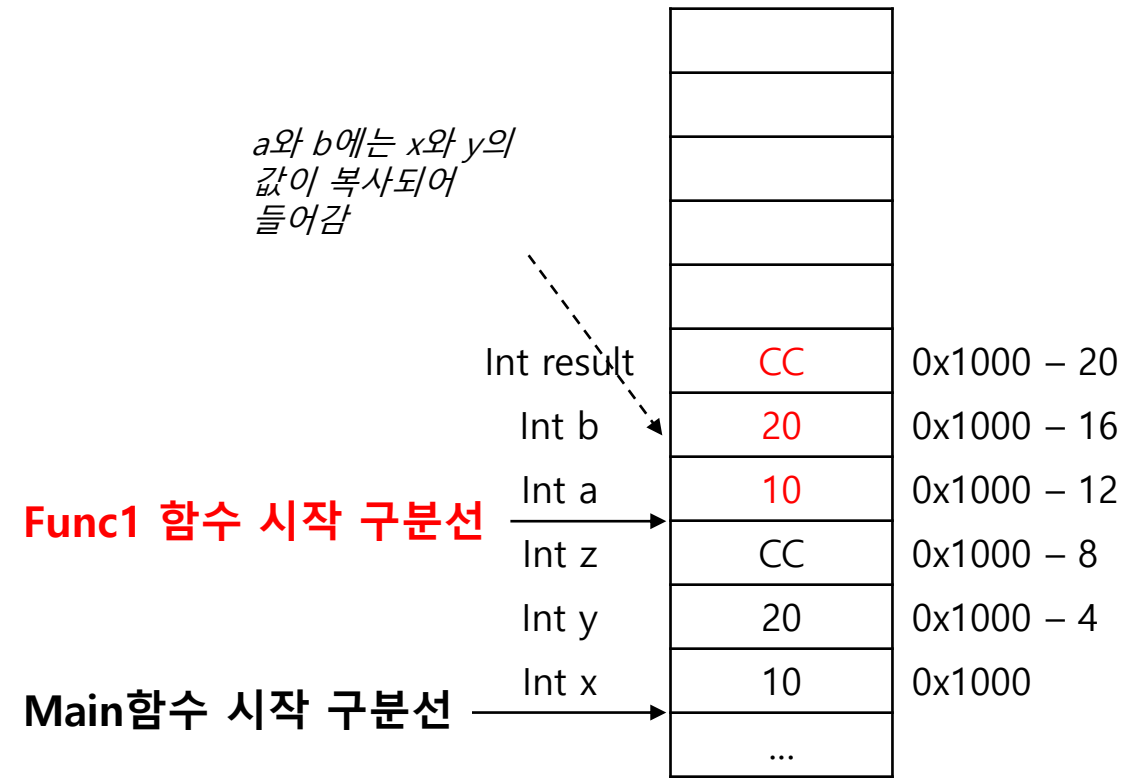 a와 b에는 x와 y의
값이 복사되어
들어감
Int result CC 0x1000 – 20
Int b 20 0x1000 – 16
Int a 10 0x1000 – 12
Func1 함수 시작 구분선
Int z CC 0x1000 – 8
Int y 20 0x1000 – 4
Int x 10 0x1000
Main함수 시작 구분선
...